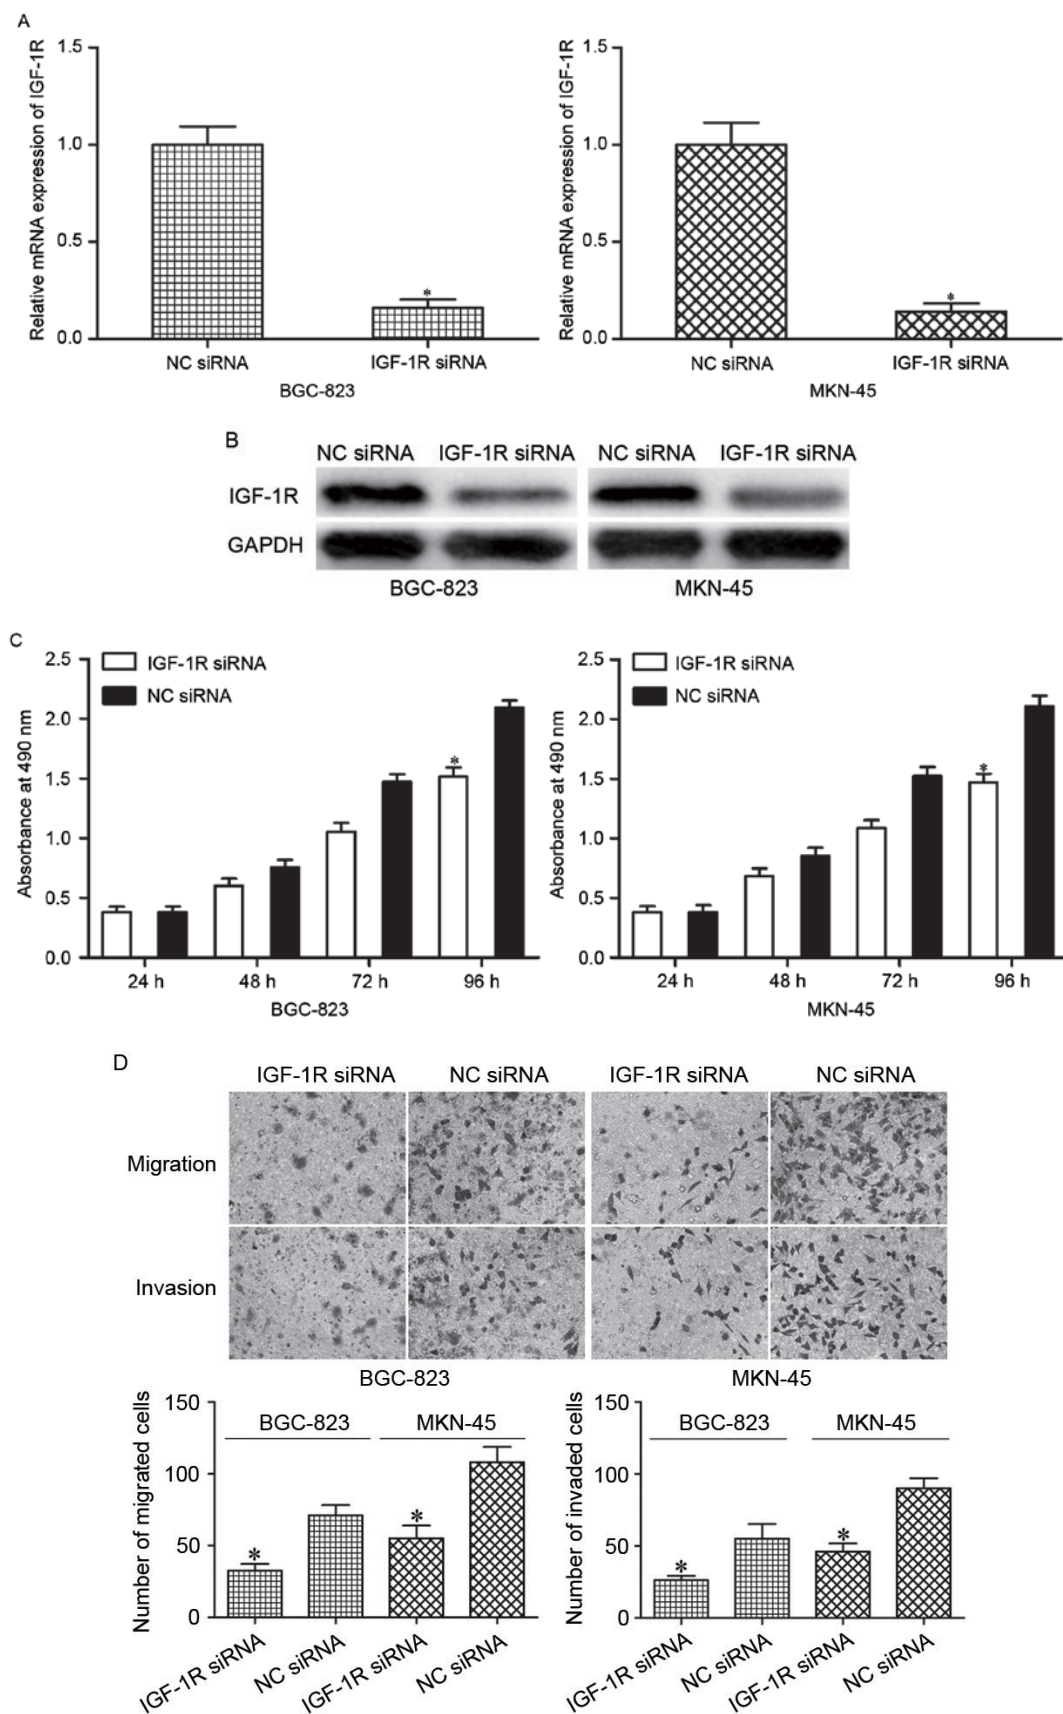 A
Relative mRNA expression of IGF-1R
1.5
1.0
0.5
0.0
*
NC siRNA IGF-1R siRNA
BGC-823
Relative mRNA expression of IGF-1R
1.5
1.0
0.5
0.0
*
NC siRNA IGF-1R siRNA
MKN-45
B
NC siRNA IGF-1R siRNA NC siRNA IGF-1R siRNA
IGF-1R
GAPDH
BGC-823 MKN-45
C
Absorbance at 490 nm
2.5
2.0
1.5
1.0
0.5
0.0
IGF-1R siRNA
NC siRNA
*
24 h 48 h 72 h 96 h
BGC-823
Absorbance at 490 nm
2.5
2.0
1.5
1.0
0.5
0.0
IGF-1R siRNA
NC siRNA
*
24 h 48 h 72 h 96 h
MKN-45
D
IGF-1R siRNA NC siRNA IGF-1R siRNA NC siRNA
Migration
Invasion
BGC-823 MKN-45
Number of migrated cells
150
100
50
0
BGC-823 MKN-45
* *
IGF-1R siRNA NC siRNA IGF-1R siRNA NC siRNA
Number of invaded cells
150
100
50
0
BGC-823 MKN-45
* *
IGF-1R siRNA NC siRNA IGF-1R siRNA NC siRNA